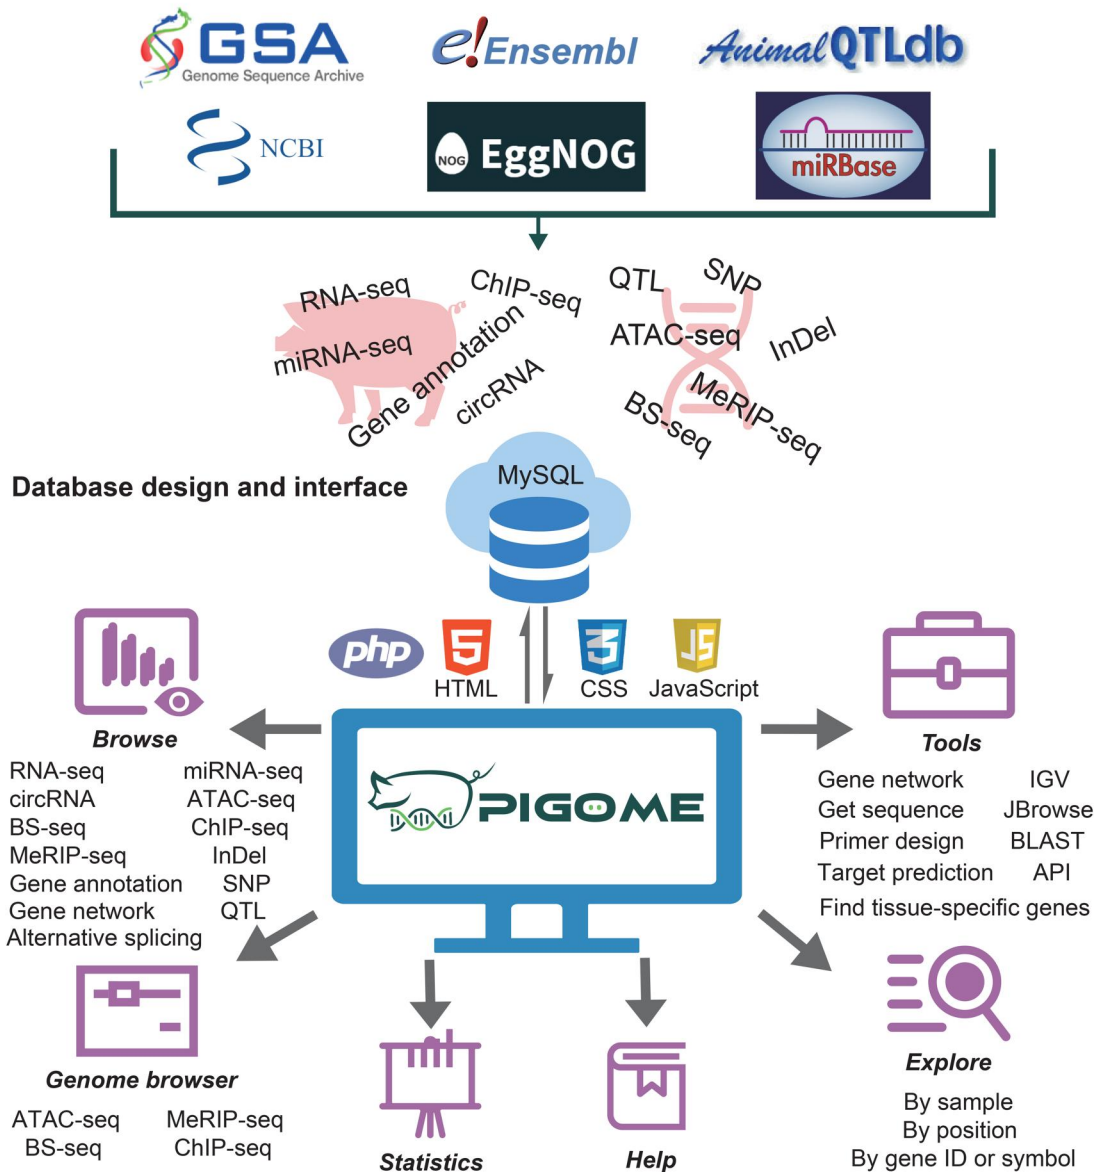 GSA
Genome Sequence Archive
e!Ensembl
Animal QTLdb
NCBI
NOG
EggNOG
miRBase
RNA-seq
ChIP-seq
QTL
SNP
miRNA-seq
Gene annotation
circRNA
ATAC-seq
InDel
BS-seq
MeRIP-seq
MySQL
Database design and interface
php
5
HTML
3
CSS
JS
JavaScript
PIGOME
Browse
RNA-seq miRNA-seq
circRNA ATAC-seq
BS-seq ChIP-seq
MeRIP-seq InDel
Gene annotation SNP
Gene network QTL
Alternative splicing
Tools
Gene network IGV
Get sequence JBrowse
Primer design BLAST
Target prediction API
Find tissue-specific genes
Genome browser
ATAC-seq MeRIP-seq
BS-seq ChIP-seq
Statistics
Help
Explore
By sample
By position
By gene ID or symbol